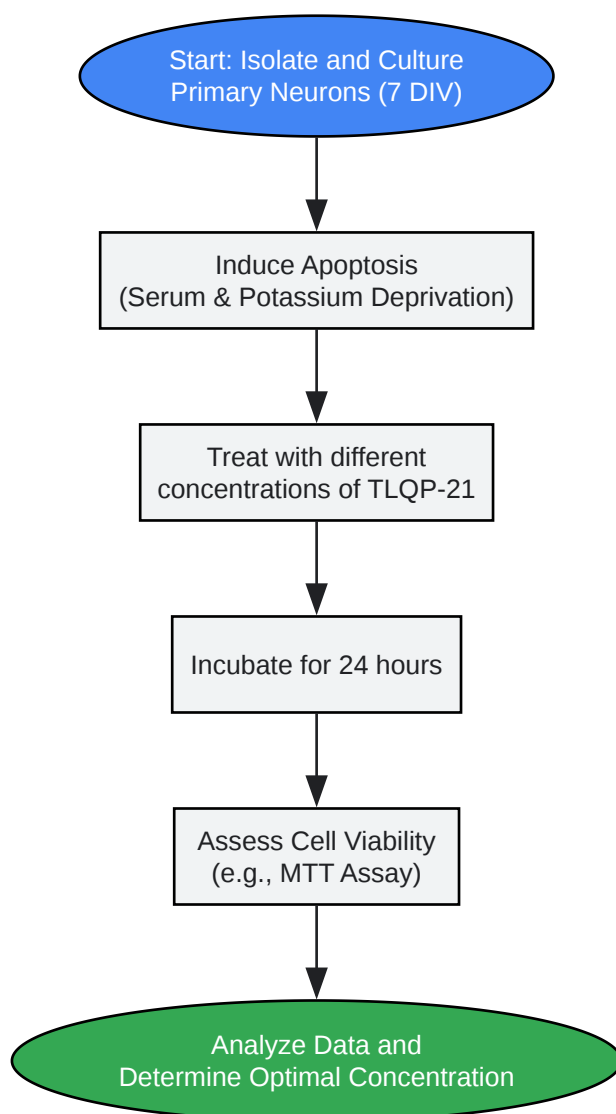 Start: Isolate and Culture
Primary Neurons (7 DIV)
Induce Apoptosis
(Serum & Potassium Deprivation)
Treat with different
concentrations of TLQP-21
Incubate for 24 hours
Assess Cell Viability
(e.g., MTT Assay)
Analyze Data and
Determine Optimal Concentration